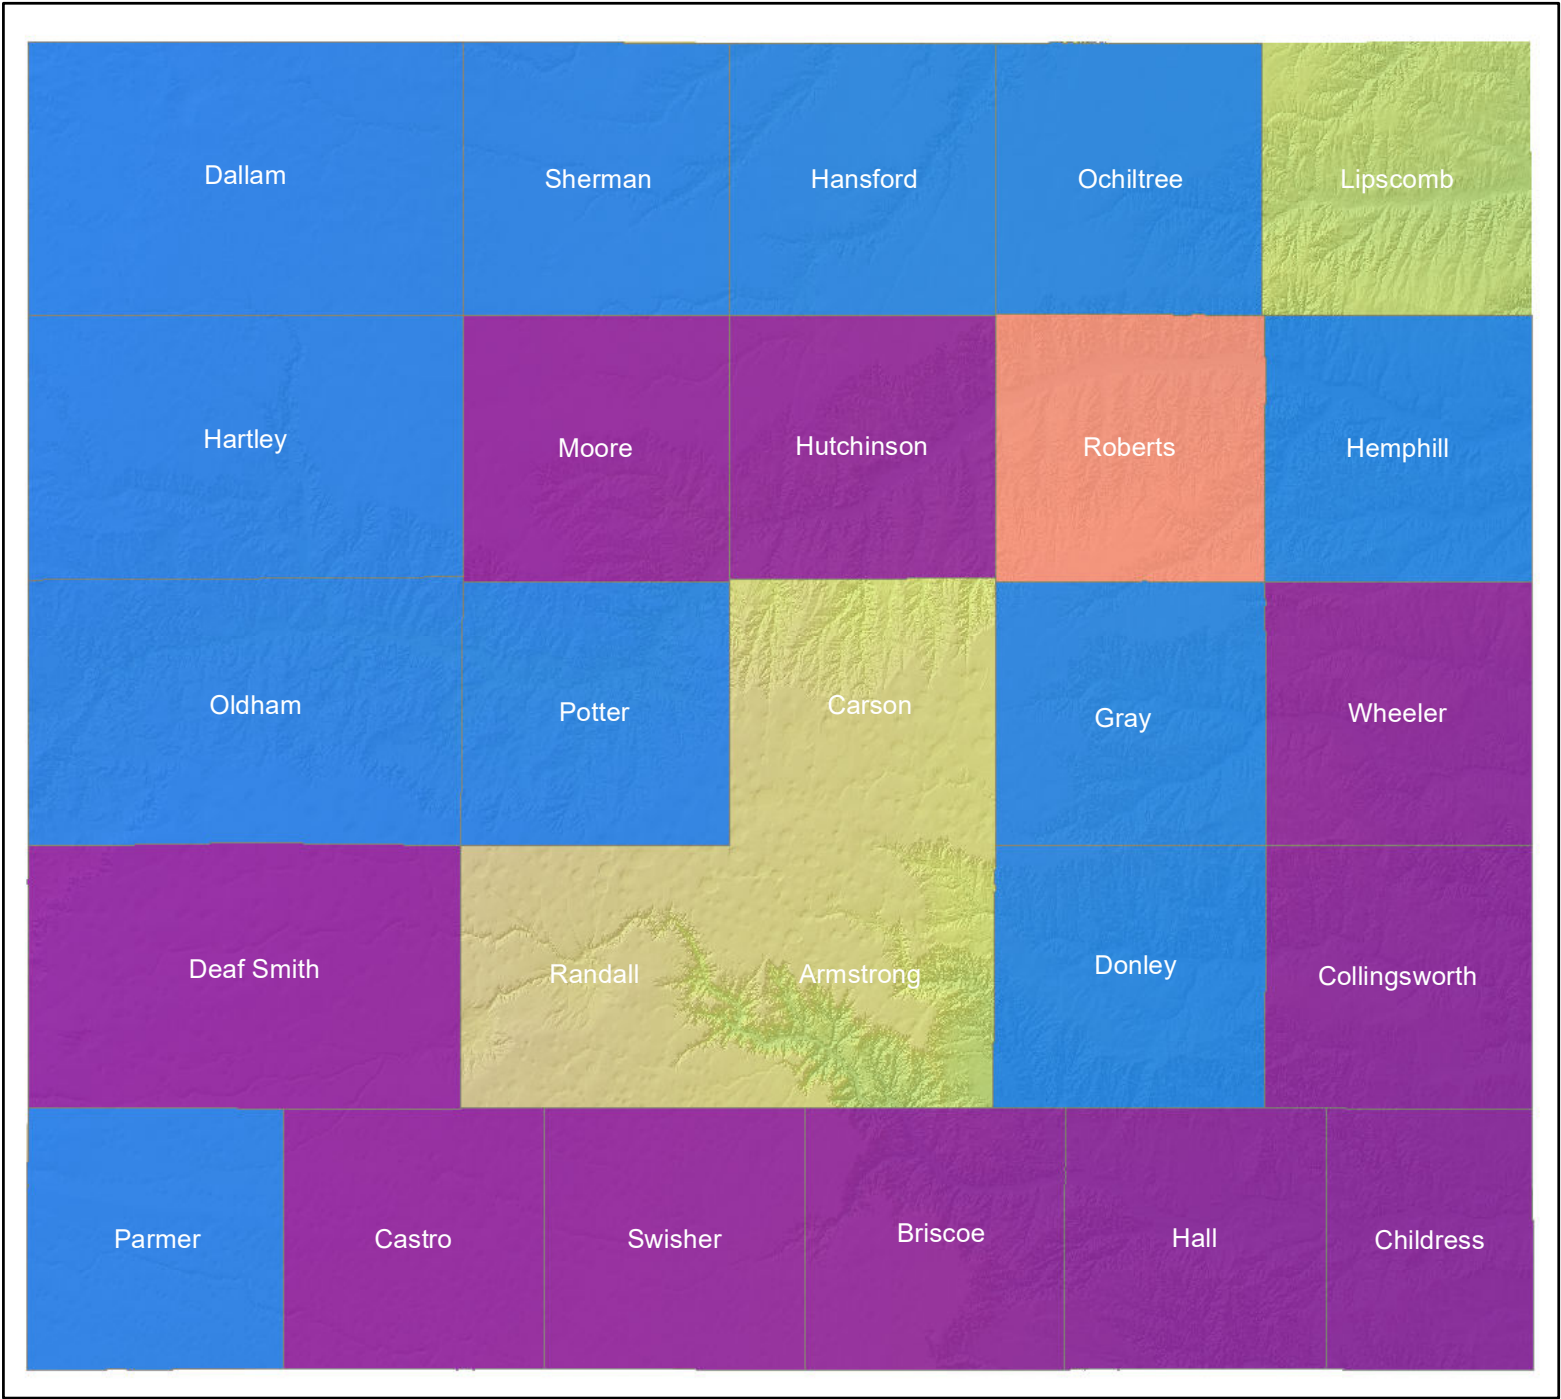 Dallam
Sherman
Hansford
Ochiltree
Lipscomb
Hartley
Moore
Hutchinson
Roberts
Hemphill
Oldham
Potter
Carson
Gray
Wheeler
Deaf Smith
Randall
Armstrong
Donley
Collingsworth
Parmer
Castro
Swisher
Briscoe
Hall
Childress